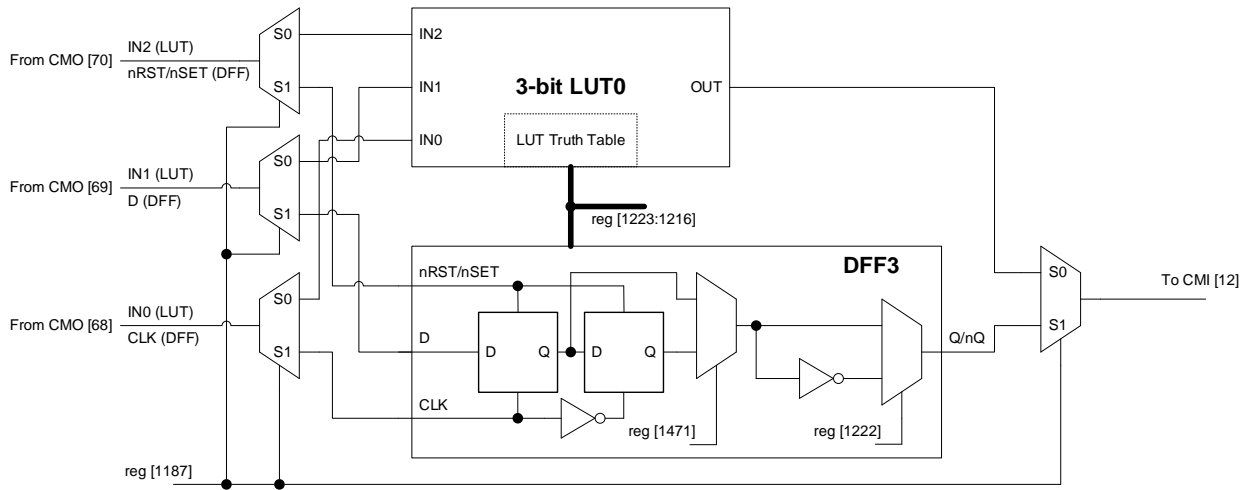 From CMO [70]
IN2 (LUT)
nRST/nSET (DFF)
S0
S1
From CMO [69]
IN1 (LUT)
D (DFF)
S0
S1
From CMO [68]
IN0 (LUT)
CLK (DFF)
S0
S1
reg [1187]
IN2
IN1
IN0
3-bit LUT0
OUT
LUT Truth Table
reg [1223:1216]
DFF3
nRST/nSET
D
CLK
D
Q
D
Q
reg [1471]
reg [1222]
Q/nQ
S0
S1
To CMI [12]